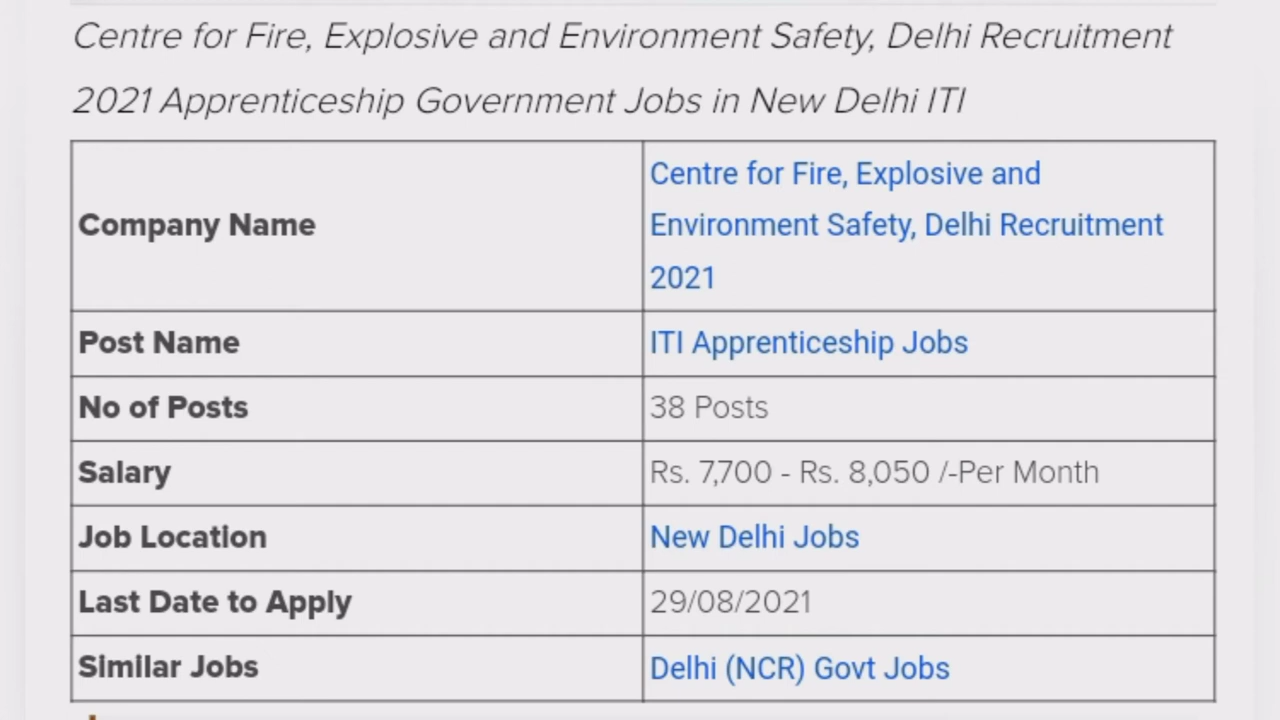 Centre for Fire, Explosive and Environment Safety, Delhi Recruitment
2021 Apprenticeship Government Jobs in New Delhi ITI
Company Name
Centre for Fire, Explosive and
Environment Safety, Delhi Recruitment
2021
Post Name
ITI Apprenticeship Jobs
No of Posts
38 Posts
Salary
Rs. 7,700 - Rs. 8,050 /-Per Month
Job Location
New Delhi Jobs
Last Date to Apply
29/08/2021
Similar Jobs
Delhi (NCR) Govt Jobs